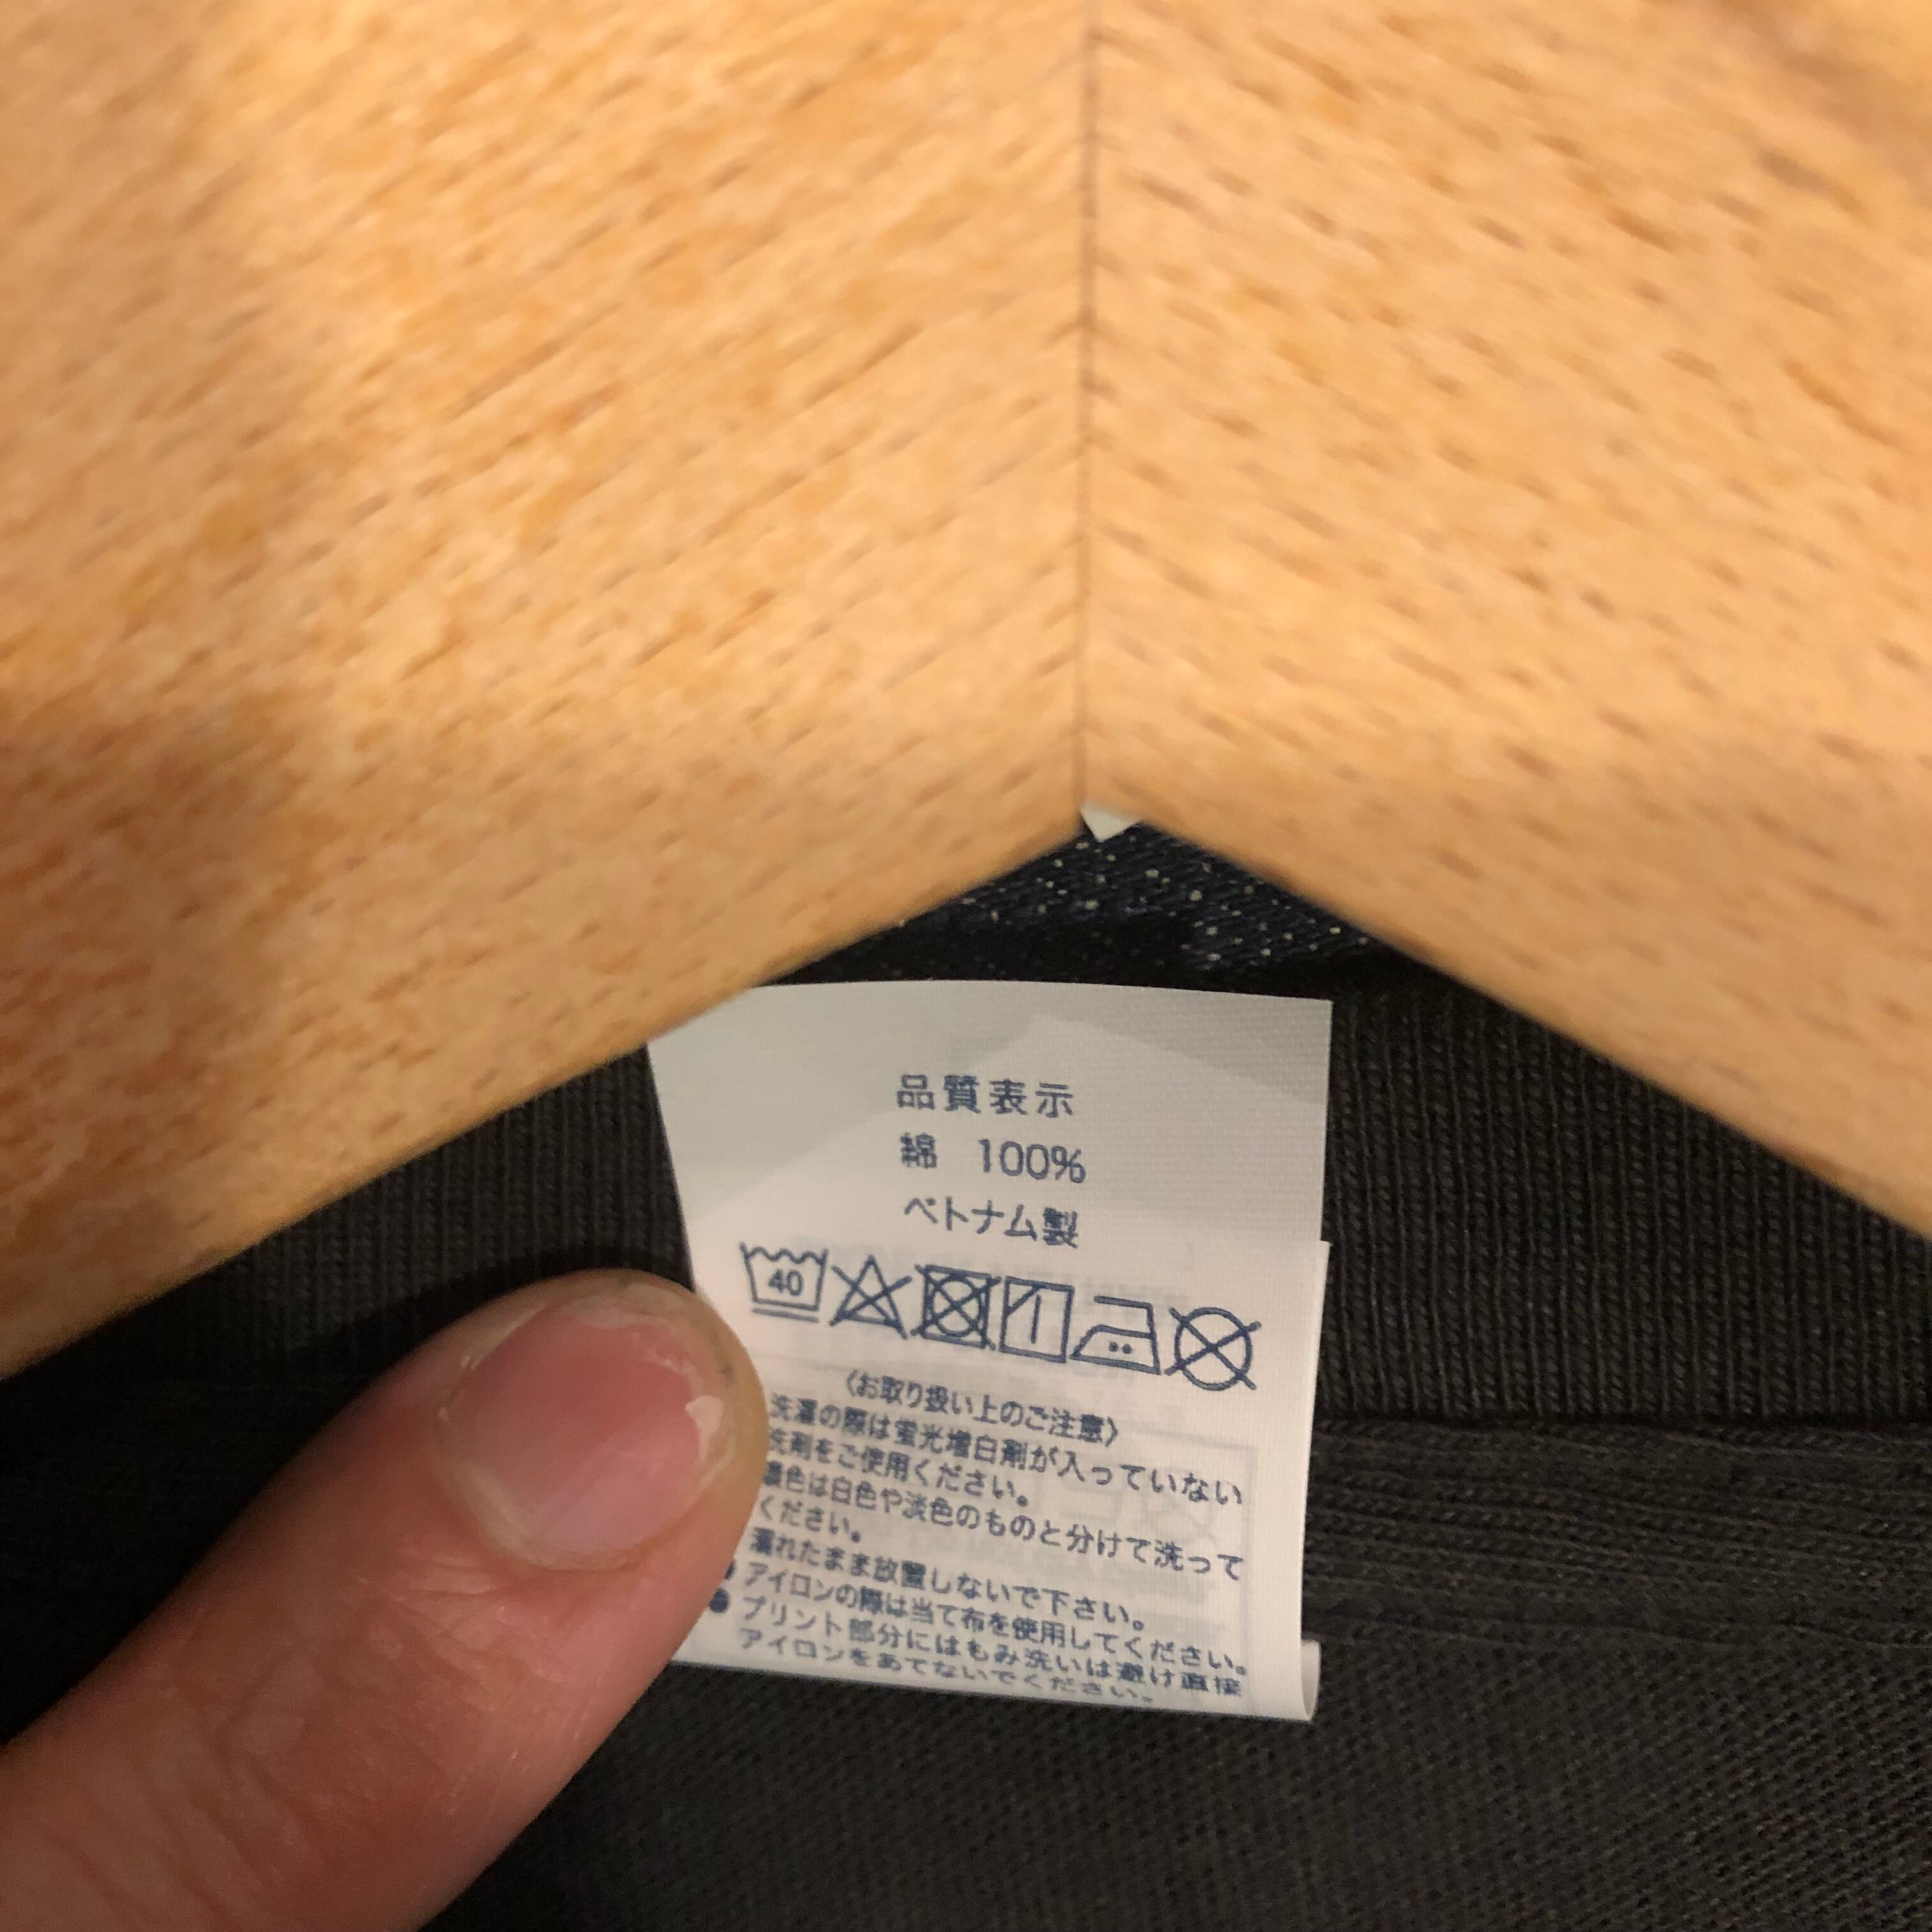 品質表示
綿 100%
ベトナム製
40
〈お取り扱い上のご注意〉
洗濯の際は蛍光増白剤が入っていない
洗剤をご使用ください。
濃色は白色や淡色のものと分けて洗って
ください。
濡れたまま放置しないで下さい。
アイロンの際は当て布を使用してください。
● プリント部分にはもみ洗いは避け直接
アイロンをあてないでください。